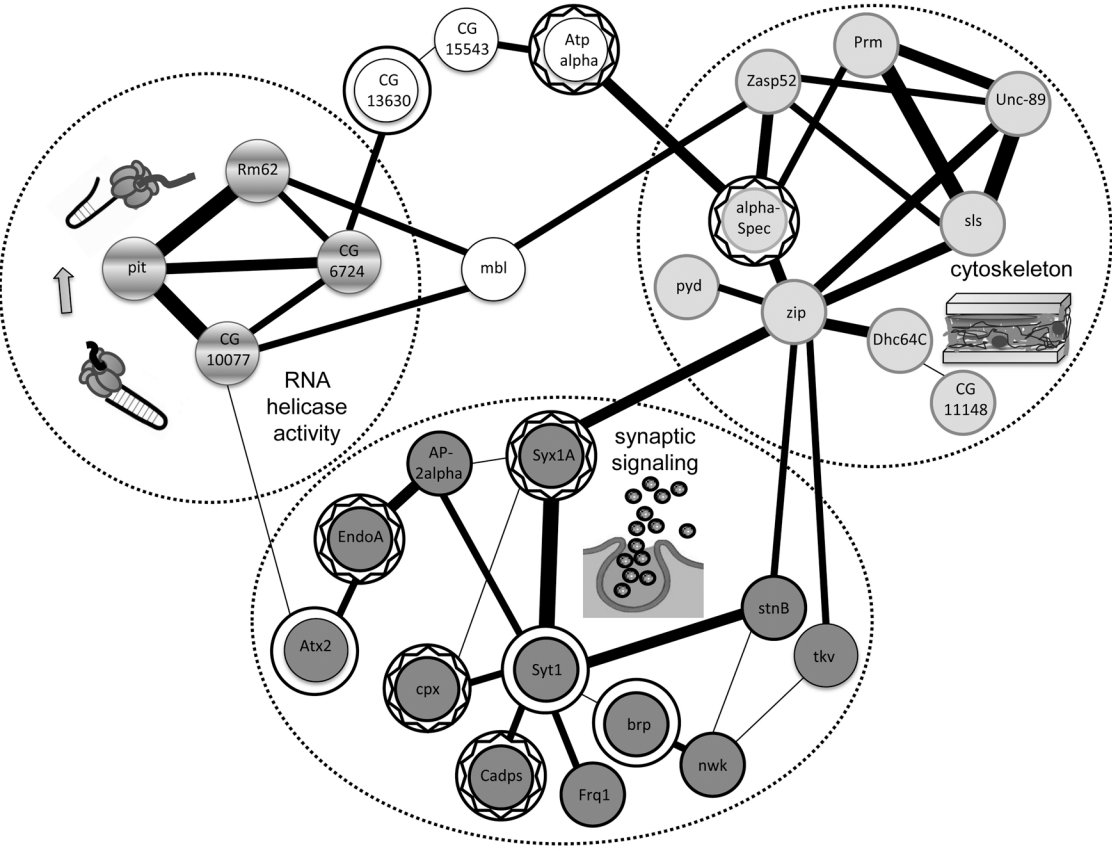 CG
15543
Atp
alpha
CG
13630
Prm
Zasp52
Unc-89
Rm62
alpha-
Spec
sls
CG
6724
pit
mbl
cytoskeleton
pyd
zip
CG
10077
Dhc64C
CG
11148
RNA
helicase
activity
AP-
2alpha
Syx1A
synaptic
signaling
EndoA
stnB
Atx2
tkv
Syt1
cpx
brp
nwk
Cadps
Frq1